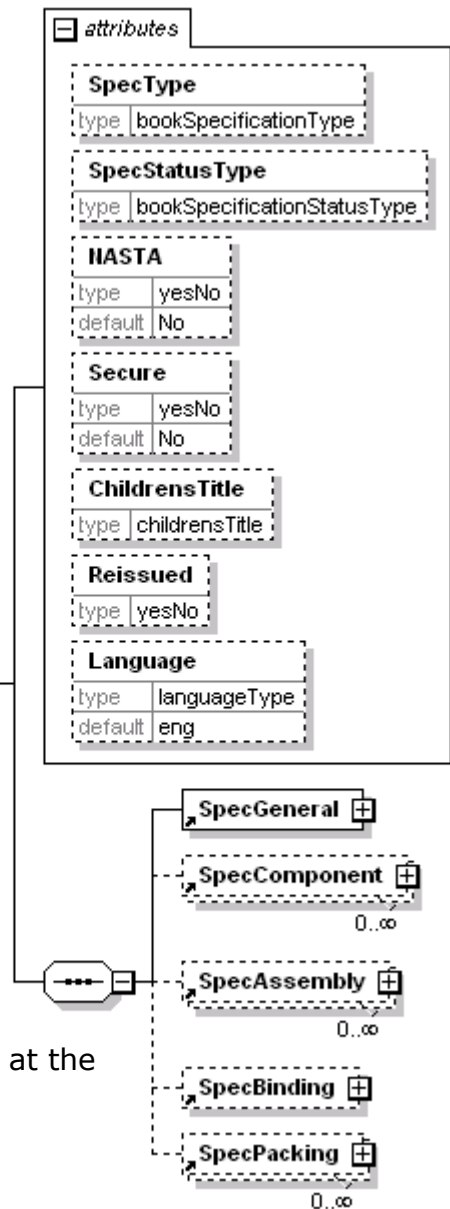 attributes
SpecType
type bookSpecificationType
SpecStatusType
type bookSpecificationStatusType
NASTA
type yesNo
default No
Secure
type yesNo
default No
ChildrensTitle
type childrensTitle
Reissued
type yesNo
Language
type languageType
default eng
SpecGeneral
SpecComponent
0..∞
SpecAssembly
0..∞
at the
SpecBinding
SpecPacking
0..∞